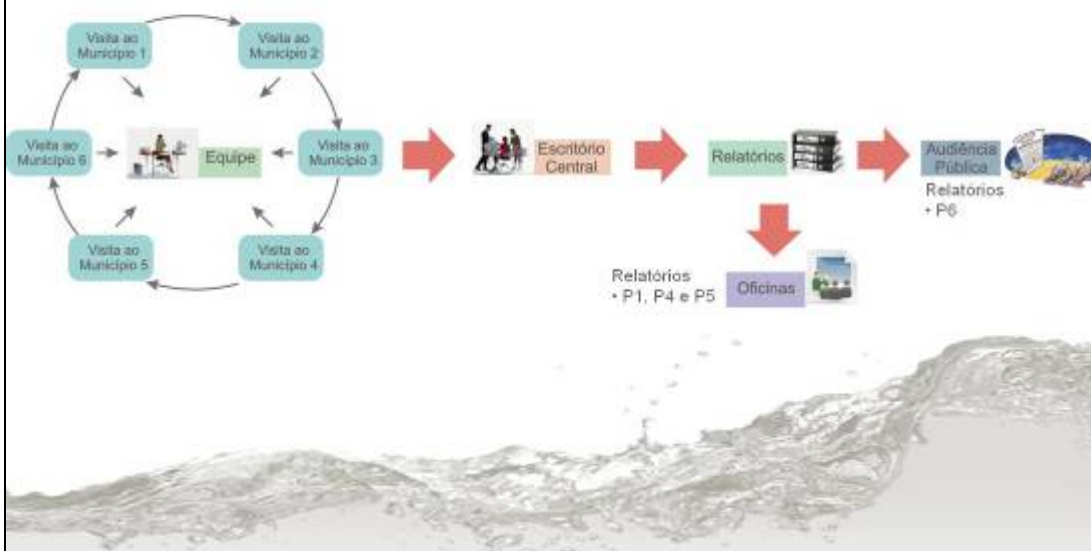 Visita ao
Município 1
Visita ao
Município 2
Visita ao
Município 6
Equipe
Visita ao
Município 3
Visita ao
Município 5
Visita ao
Município 4
Escritório
Central
Relatórios
Audiência
Pública
Relatórios
• P6
Relatórios
• P1, P4 e P5
Oficinas